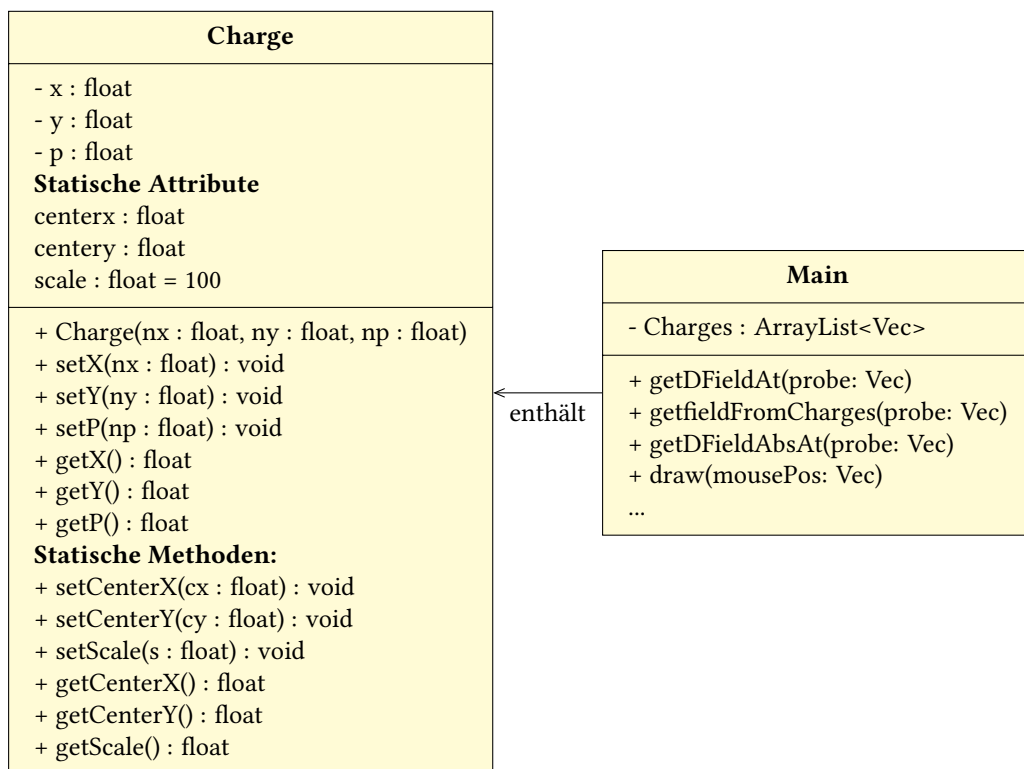 Charge
- x : float
- y : float
- p : float
Statische Attribute
centerx : float
centery : float
scale : float = 100
+ Charge(nx : float, ny : float, np : float)
+ setX(nx : float) : void
+ setY(ny : float) : void
+ setP(np : float) : void
+ getX() : float
+ getY() : float
+ getP() : float
Statische Methoden:
+ setCenterX(cx : float) : void
+ setCenterY(cy : float) : void
+ setScale(s : float) : void
+ getCenterX() : float
+ getCenterY() : float
+ getScale() : float
enthält
Main
- Charges : ArrayList<Vec>
+ getDFieldAt(probe: Vec)
+ getfieldFromCharges(probe: Vec)
+ getDFieldAbsAt(probe: Vec)
+ draw(mousePos: Vec)
...